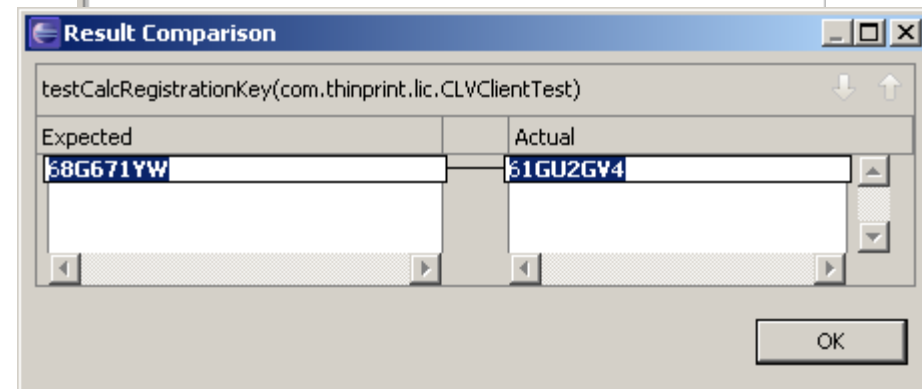 Result Comparison
testCalcRegistrationKey(com.thinprint.lic.CLVClientTest)
Expected Actual
68G671YW 61GU2GV4
OK